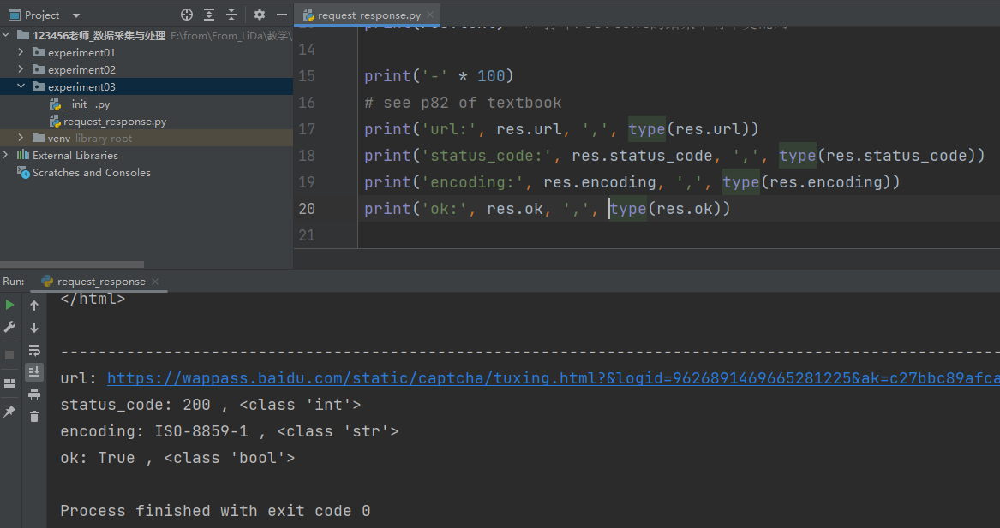 Project
request_response.py
123456老师_数据采集与处理 E:\from\From_LiDa\教学\
experiment01
experiment02
experiment03
__init__.py
request_response.py
venv library root
External Libraries
Scratches and Consoles
14
15 print('-' * 100)
16 # see p82 of textbook
17 print('url:', res.url, ',', type(res.url))
18 print('status_code:', res.status_code, ',', type(res.status_code))
19 print('encoding:', res.encoding, ',', type(res.encoding))
20 print('ok:', res.ok, ',', type(res.ok))
21
Run: request_response
</html>
----------------------------------------------------------------------------------------------------
url: https://wappass.baidu.com/static/captcha/tuxing.html?&logid=9626891469665281225&ak=c27bbc89afca
status_code: 200 , <class 'int'>
encoding: ISO-8859-1 , <class 'str'>
ok: True , <class 'bool'>
Process finished with exit code 0